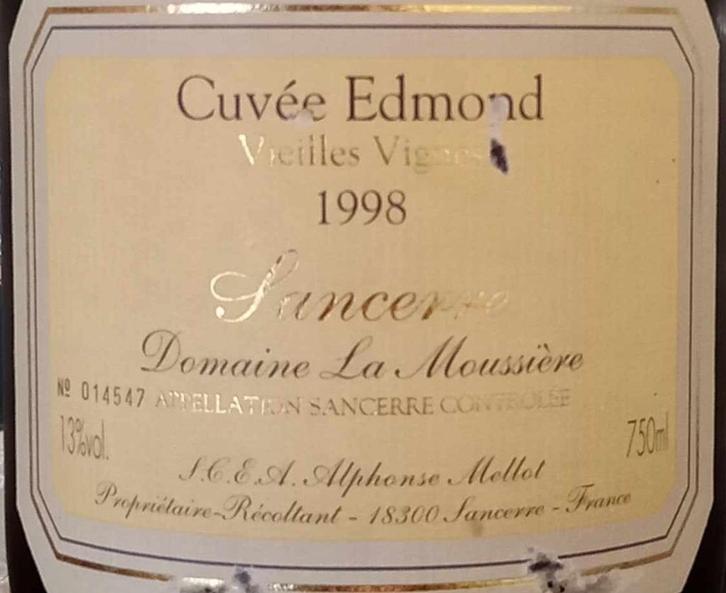 Cuvée Edmond
Vieilles Vignes
1998
Sancerre
Domaine La Moussière
Nº 014547 APPELLATION SANCERRE CONTROLÉE
13%vol. 750ml
S.C.E.A. Alphonse Mellot
Propriétaire-Récoltant - 18300 Sancerre - France